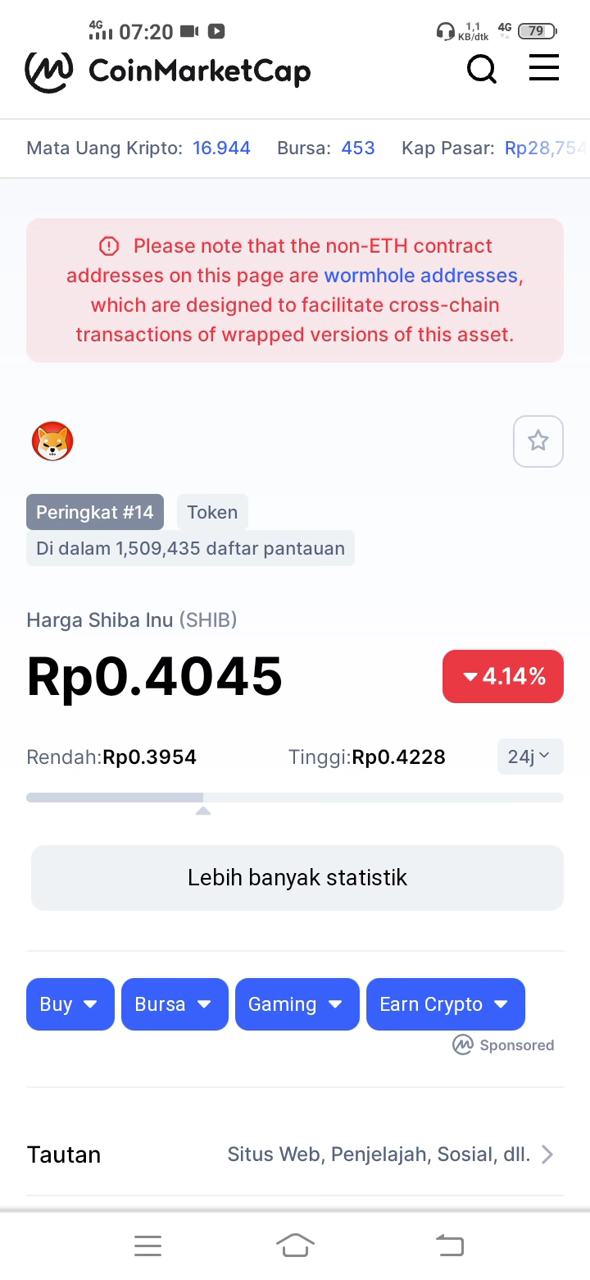 4G 07:20 1,1 KB/dtk 4G 79
CoinMarketCap
Mata Uang Kripto: 16.944 Bursa: 453 Kap Pasar: Rp28,754
Please note that the non-ETH contract
addresses on this page are wormhole addresses,
which are designed to facilitate cross-chain
transactions of wrapped versions of this asset.
Peringkat #14 Token
Di dalam 1,509,435 daftar pantauan
Harga Shiba Inu (SHIB)
Rp0.4045 4.14%
Rendah:Rp0.3954 Tinggi:Rp0.4228 24j
Lebih banyak statistik
Buy Bursa Gaming Earn Crypto
Sponsored
Tautan Situs Web, Penjelajah, Sosial, dll.